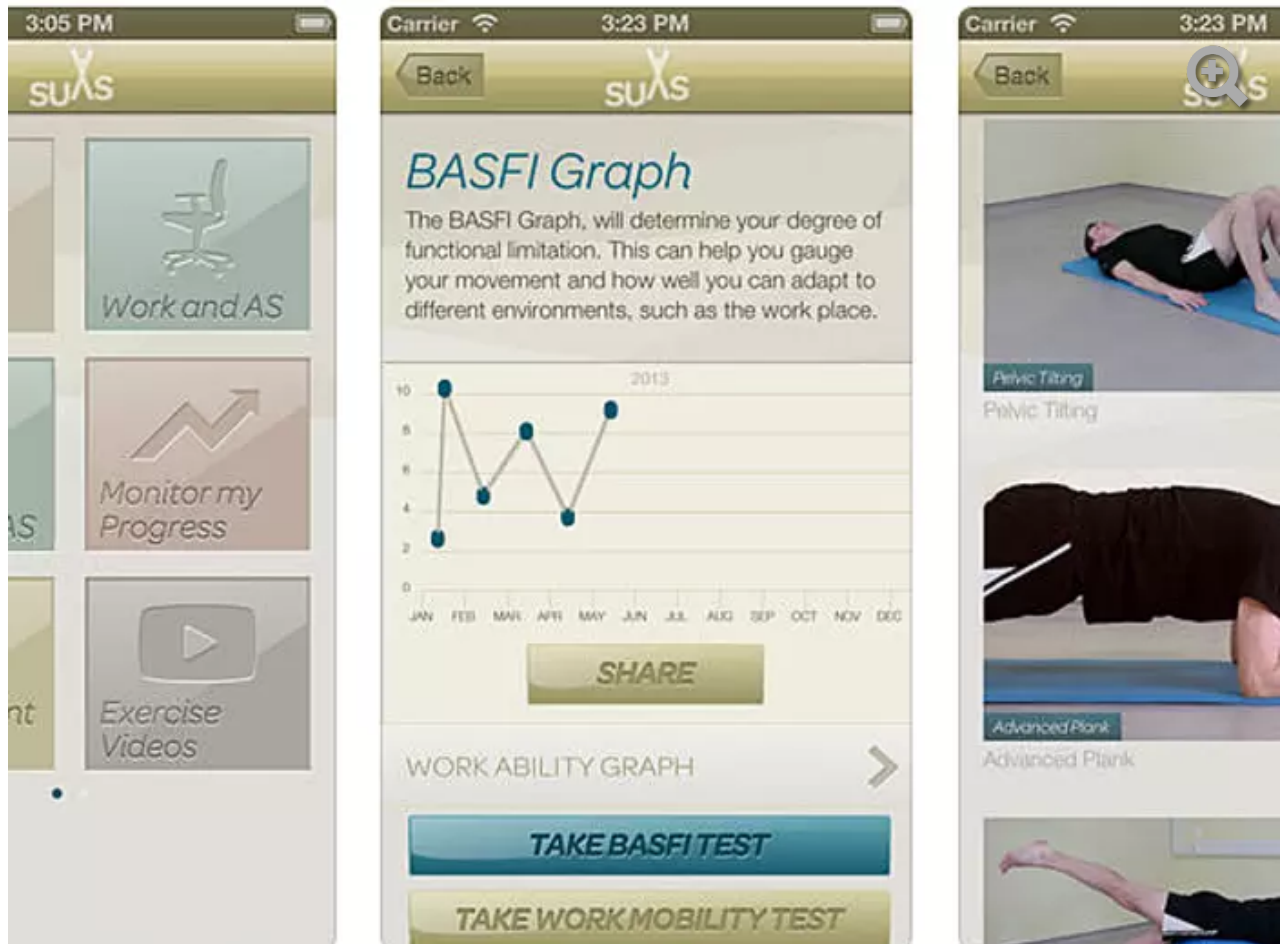 3:05 PM
suAs
Work and AS
AS
Monitor my
Progress
nt
Exercise
Videos
Carrier
3:23 PM
Back
suAs
BASFI Graph
The BASFI Graph, will determine your degree of
functional limitation. This can help you gauge
your movement and how well you can adapt to
different environments, such as the work place.
2013
10
8
6
4
2
0
JAN FEB MAR APR MAY JUN JUL AUG SEP OCT NOV DEC
SHARE
WORK ABILITY GRAPH
TAKE BASFI TEST
TAKE WORK MOBILITY TEST
Carrier
3:23 PM
Back
Pelvic Tilting
Pelvic Tilting
Advanced Plank
Advanced Plank